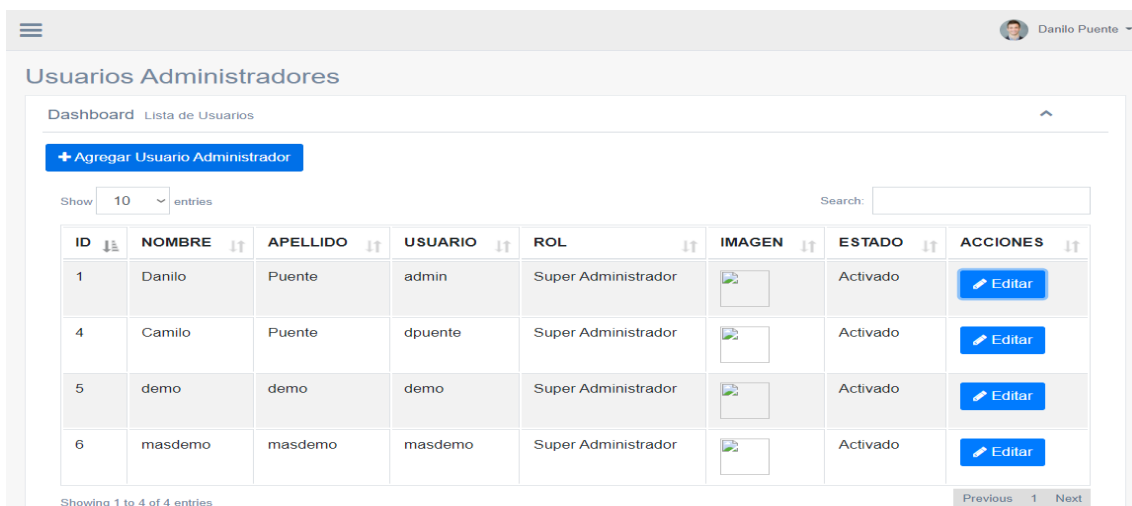 Danilo Puente
Usuarios Administradores
Dashboard Lista de Usuarios
Agregar Usuario Administrador
Show 10 entries
Search:
ID NOMBRE APELLIDO USUARIO ROL IMAGEN ESTADO ACCIONES
1 Danilo Puente admin Super Administrador Activado Editar
4 Camilo Puente dpuente Super Administrador Activado Editar
5 demo demo demo Super Administrador Activado Editar
6 masdemo masdemo masdemo Super Administrador Activado Editar
Showing 1 to 4 of 4 entries
Previous 1 Next